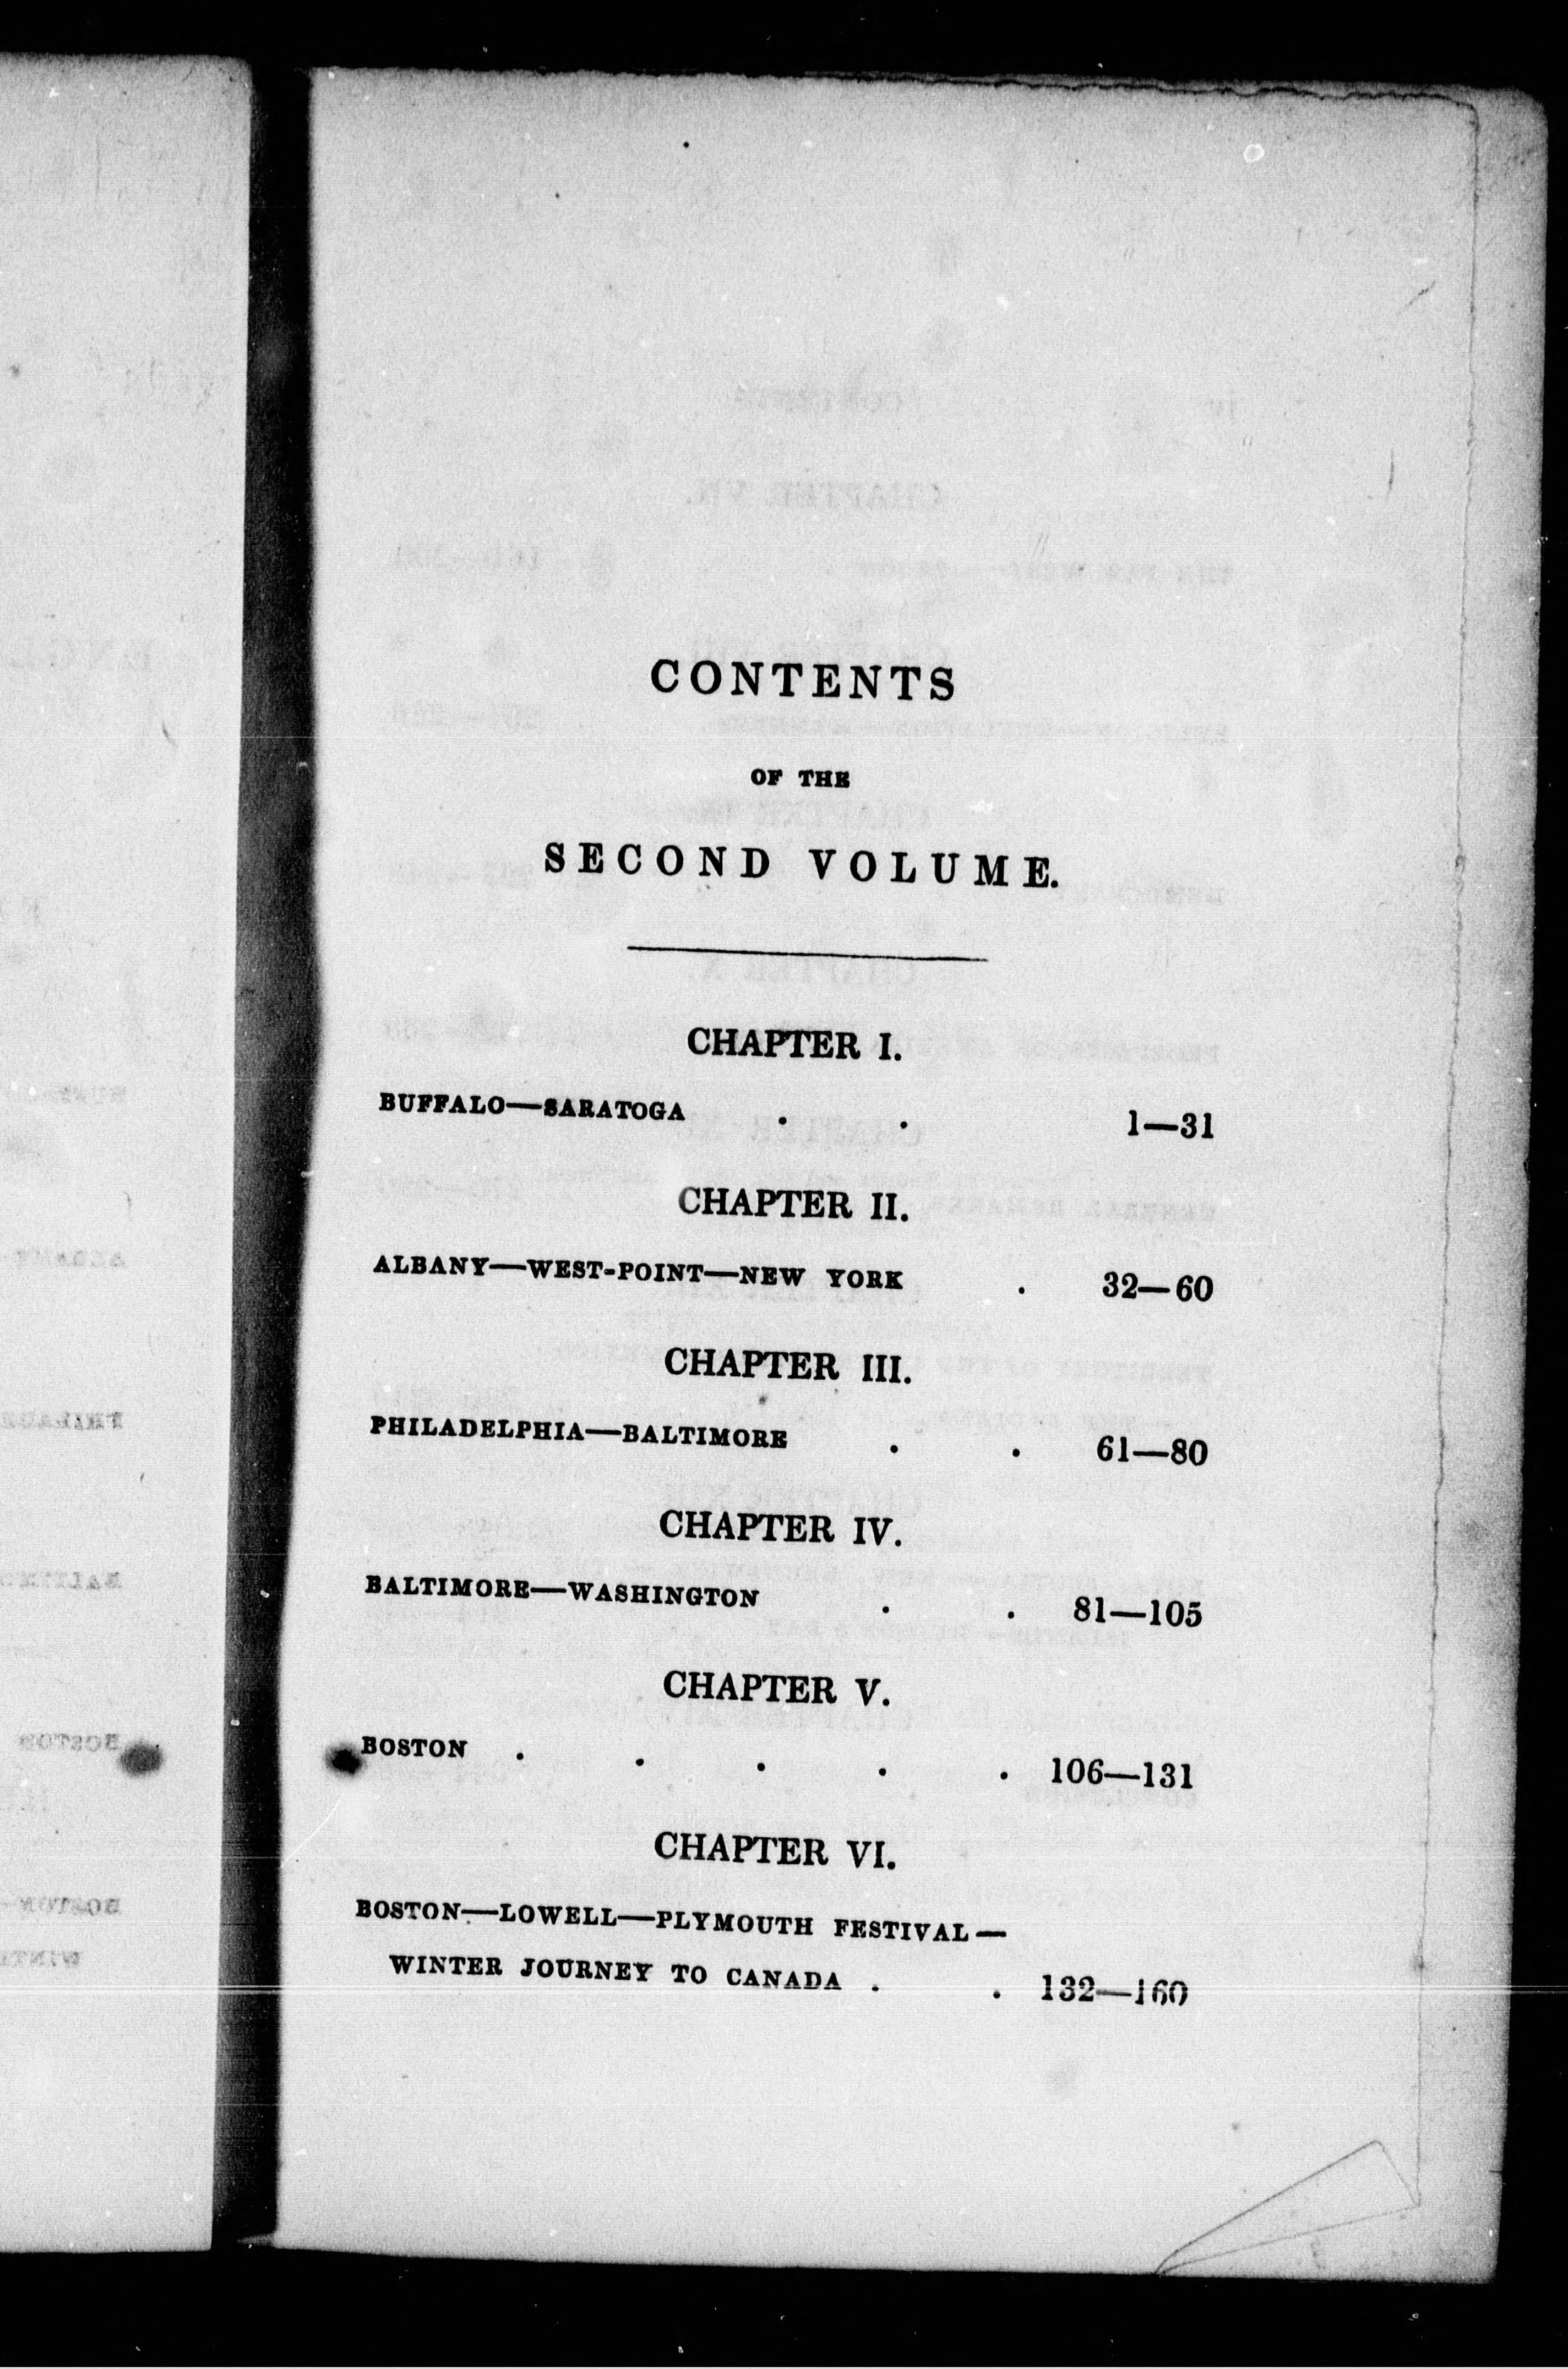 CONTENTS
OF THE
SECOND VOLUME.
CHAPTER I.
BUFFALO—SARATOGA . . 1—31
CHAPTER II.
ALBANY—WEST-POINT—NEW YORK . 32—60
CHAPTER III.
PHILADELPHIA—BALTIMORE . . 61—80
CHAPTER IV.
BALTIMORE—WASHINGTON . . 81—105
CHAPTER V.
BOSTON . . . . . 106—131
CHAPTER VI.
BOSTON—LOWELL—PLYMOUTH FESTIVAL—
WINTER JOURNEY TO CANADA . . 132—160